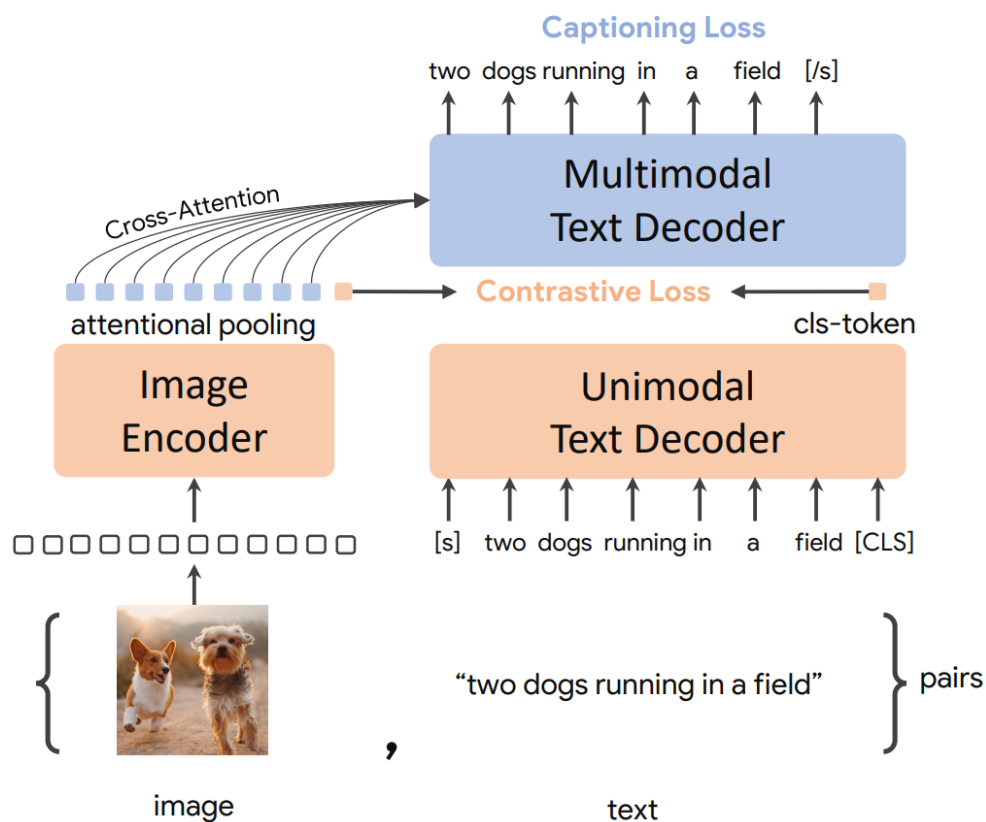 Captioning Loss
two dogs running in a field [/s]
Multimodal
Text Decoder
Cross-Attention
Contrastive Loss
attentional pooling
cls-token
Image
Encoder
Unimodal
Text Decoder
[s] two dogs running in a field [CLS]
“two dogs running in a field”
pairs
,
image
text